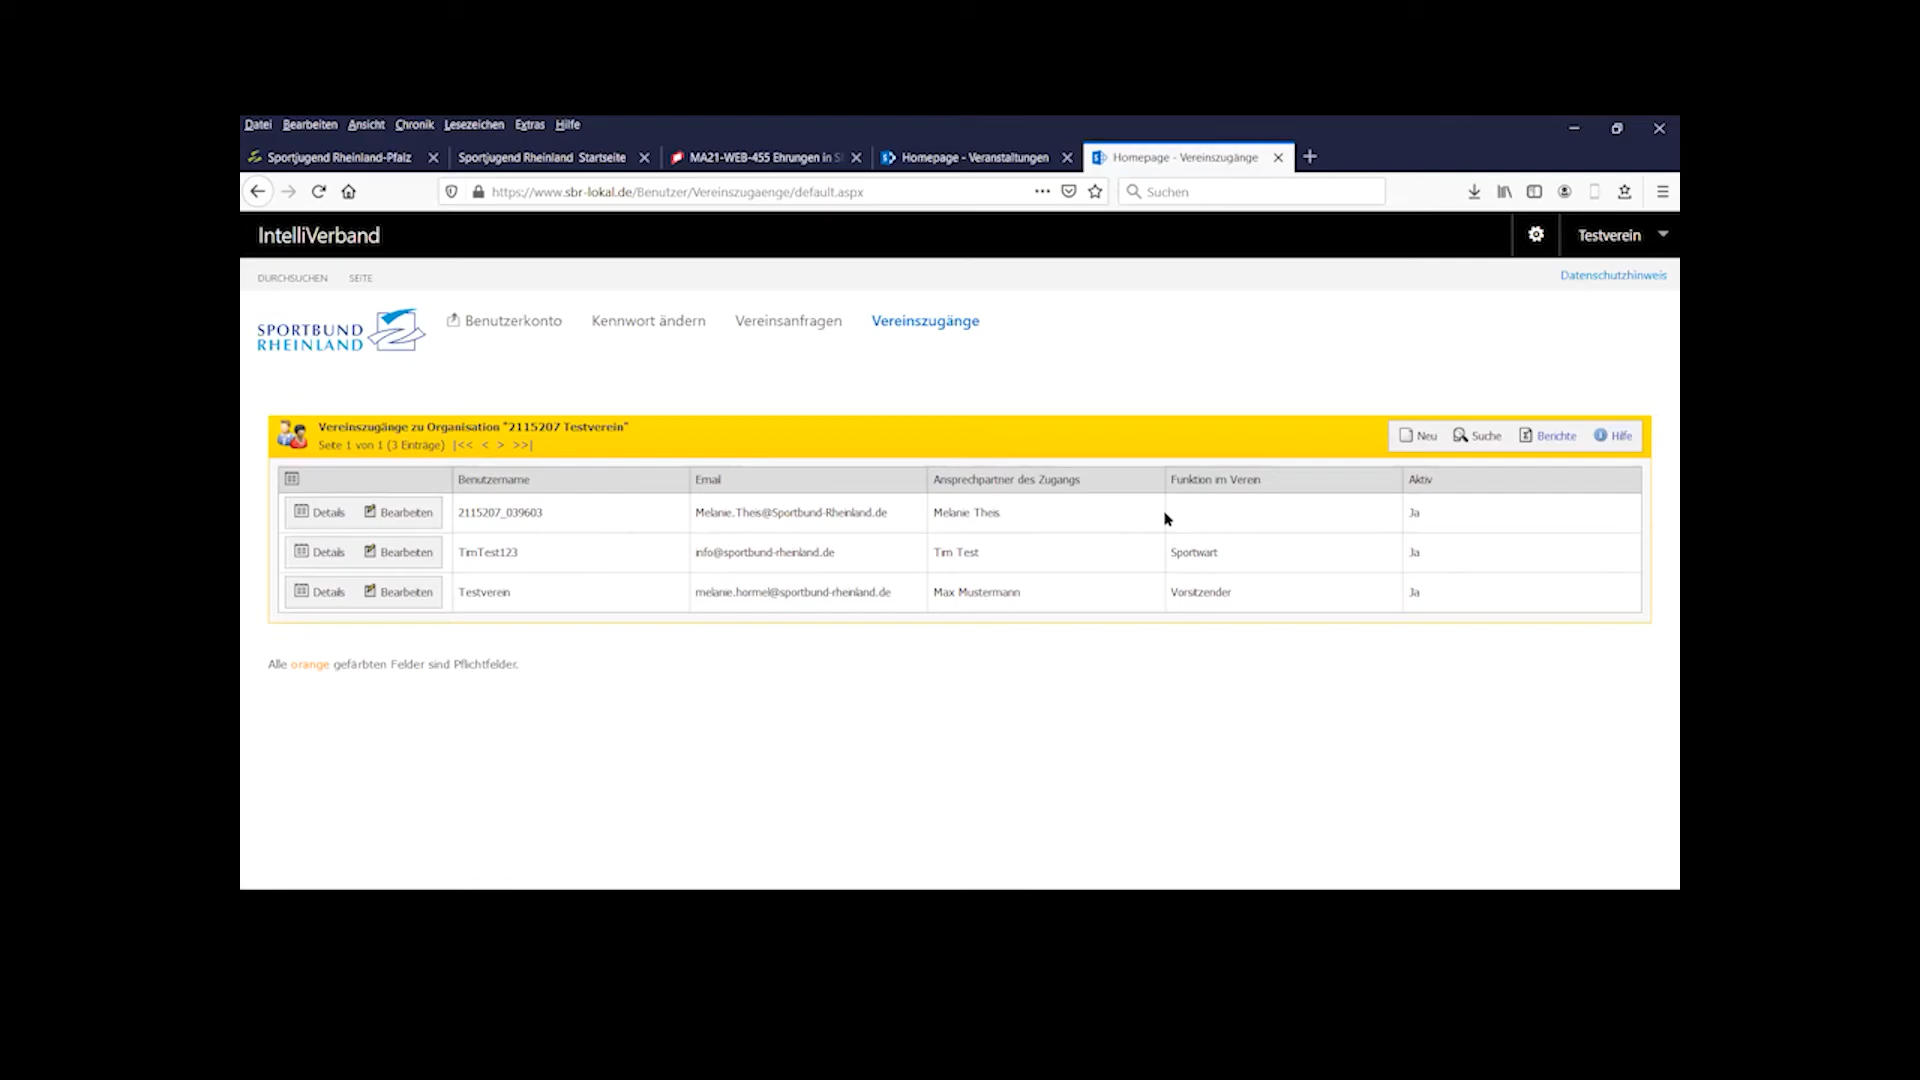 Datei Bearbeiten Ansicht Chronik Lesezeichen Extras Hilfe
Sportjugend Rheinland-Pfalz Sportjugend Rheinland Startseite MA21-WEB-455 Ehrungen in S Homepage - Veranstaltungen Homepage - Vereinszugänge
https://www.sbr-lokal.de/Benutzer/Vereinszugaenge/default.aspx Suchen
IntelliVerband Testverein
DURCHSUCHEN SEITE Datenschutzhinweis
SPORTBUND
RHEINLAND
Benutzerkonto Kennwort ändern Vereinsanfragen Vereinszugänge
Vereinszugänge zu Organisation "2115207 Testverein"
Seite 1 von 1 (3 Einträge) |<< < > >>|
Neu Suche Berichte Hilfe
Benutzername Email Ansprechpartner des Zugangs Funktion im Verein Aktiv
Details Bearbeiten 2115207_039603 Melanie.Theis@Sportbund-Rheinland.de Melanie Theis Ja
Details Bearbeiten TimTest123 info@sportbund-rheinland.de Tim Test Sportwart Ja
Details Bearbeiten Testverein melanie.hormel@sportbund-rheinland.de Max Mustermann Vorsitzender Ja
Alle orange gefärbten Felder sind Pflichtfelder.